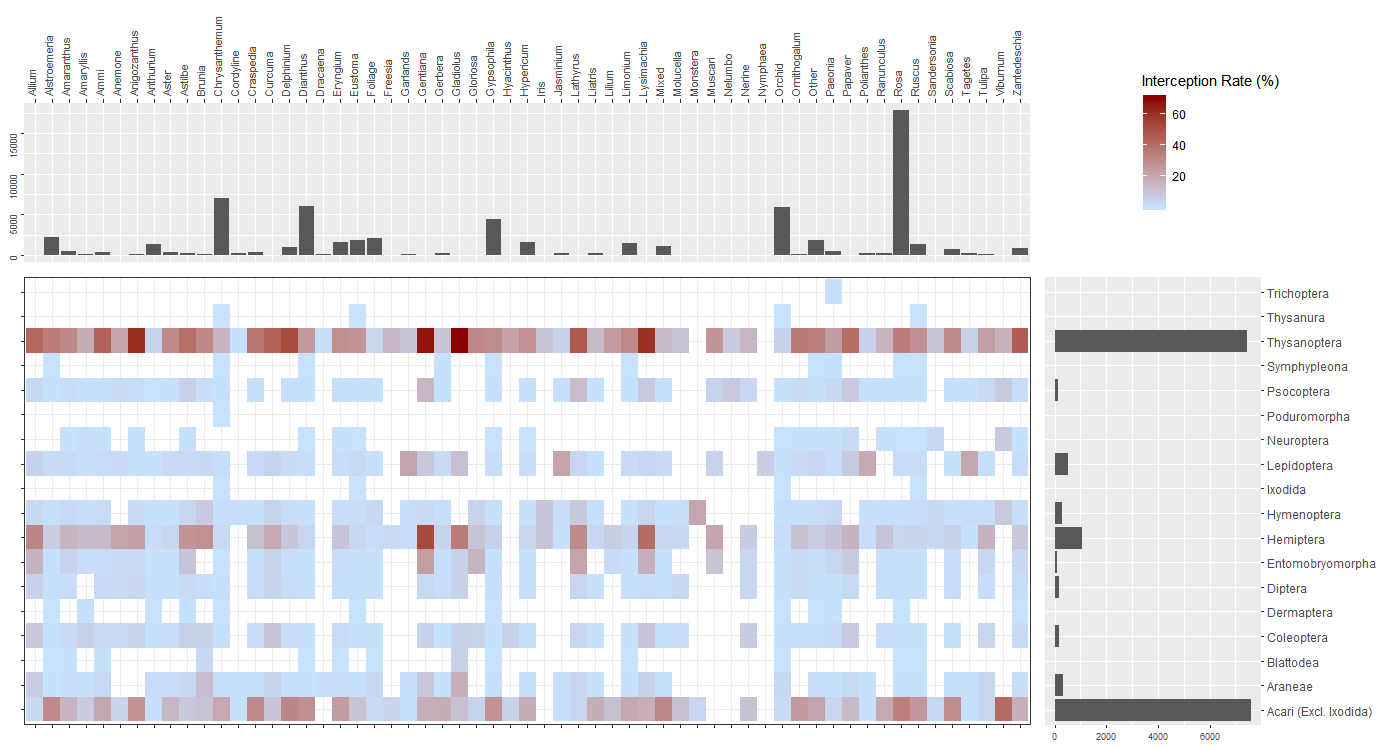 Allium
Alstroemeria
Amaranthus
Amaryllis
Ammi
Anemone
Anigozanthus
Anthurium
Aster
Astilbe
Brunia
Chrysanthemum
Cordyline
Craspedia
Curcuma
Delphinium
Dianthus
Dracaena
Eryngium
Eustoma
Foliage
Freesia
Garlands
Gentiana
Gerbera
Gladiolus
Gloriosa
Gypsophila
Hyacinthus
Hypericum
Iris
Jasminium
Lathyrus
Liatris
Lilium
Limonium
Lysimachia
Mixed
Molucella
Monstera
Muscari
Nelumbo
Nerine
Nymphaea
Orchid
Ornithogalum
Other
Paeonia
Papaver
Polianthes
Ranunculus
Rosa
Ruscus
Sandersonia
Scabiosa
Tagetes
Tulipa
Viburnum
Zantedeschia
Interception Rate (%)
60
40
20
15000
10000
5000
0
Trichoptera
Thysanura
Thysanoptera
Symphypleona
Psocoptera
Poduromorpha
Neuroptera
Lepidoptera
Ixodida
Hymenoptera
Hemiptera
Entomobryomorpha
Diptera
Dermaptera
Coleoptera
Blattodea
Araneae
Acari (Excl. Ixodida)
0 2000 4000 6000